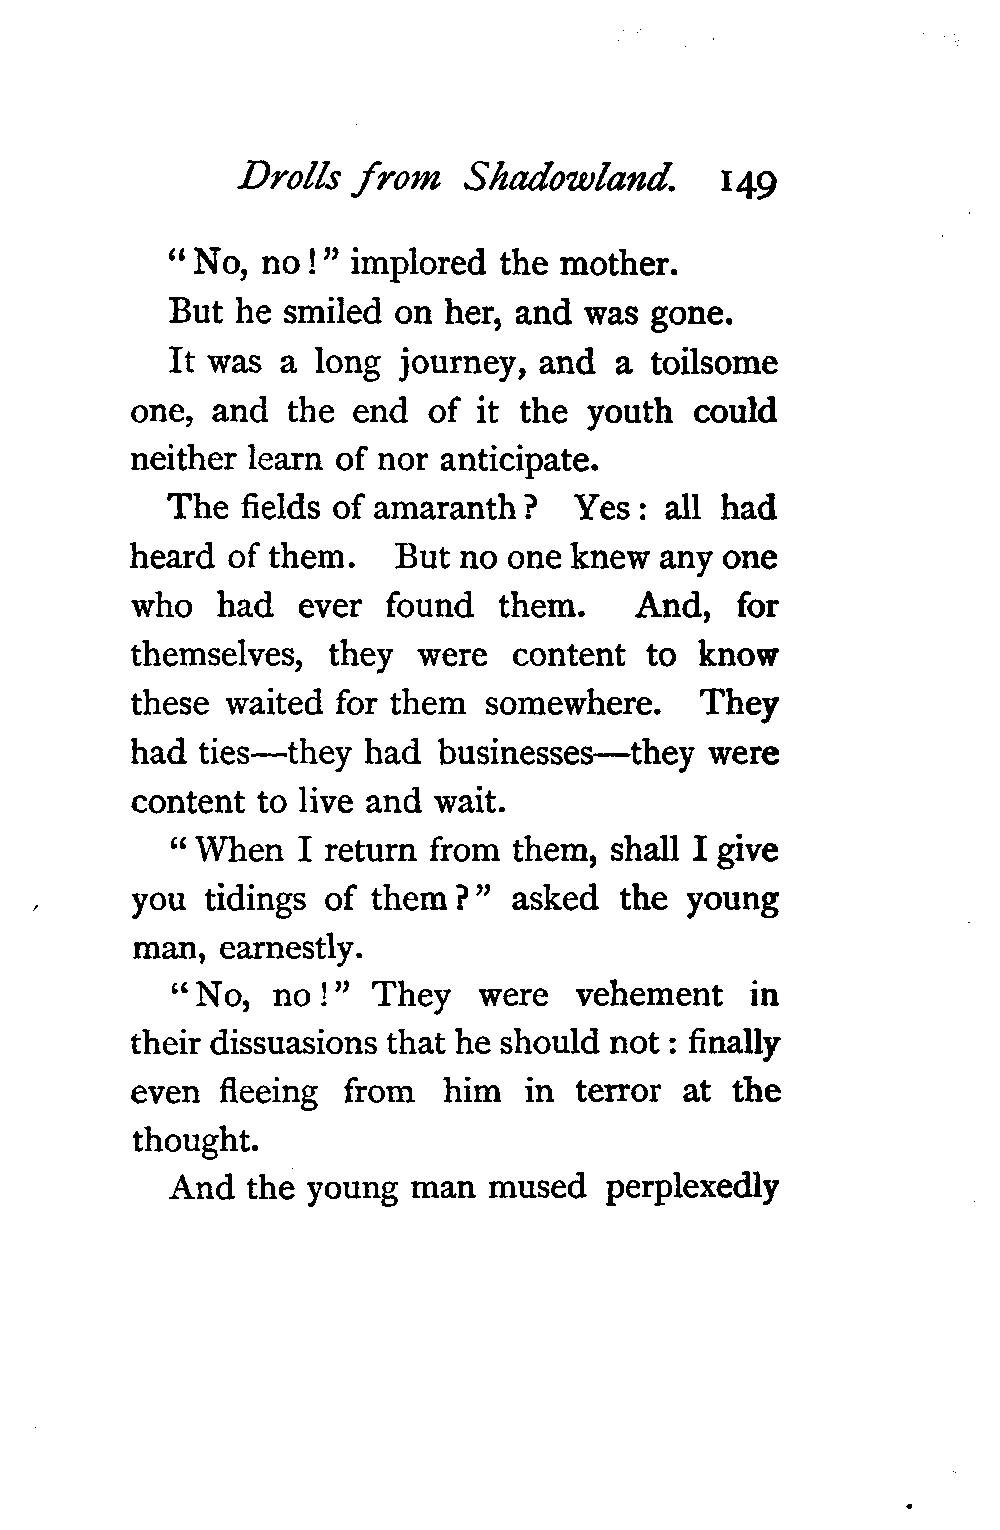 Drolls from Shadowland. 149
“ No, no ! ” implored the mother.
But he smiled on her, and was gone.
It was a long journey, and a toilsome
one, and the end of it the youth could
neither learn of nor anticipate.
The fields of amaranth ? Yes : all had
heard of them. But no one knew any one
who had ever found them. And, for
themselves, they were content to know
these waited for them somewhere. They
had ties—they had businesses—they were
content to live and wait.
“ When I return from them, shall I give
you tidings of them ? ” asked the young
man, earnestly.
“ No, no ! ” They were vehement in
their dissuasions that he should not : finally
even fleeing from him in terror at the
thought.
And the young man mused perplexedly